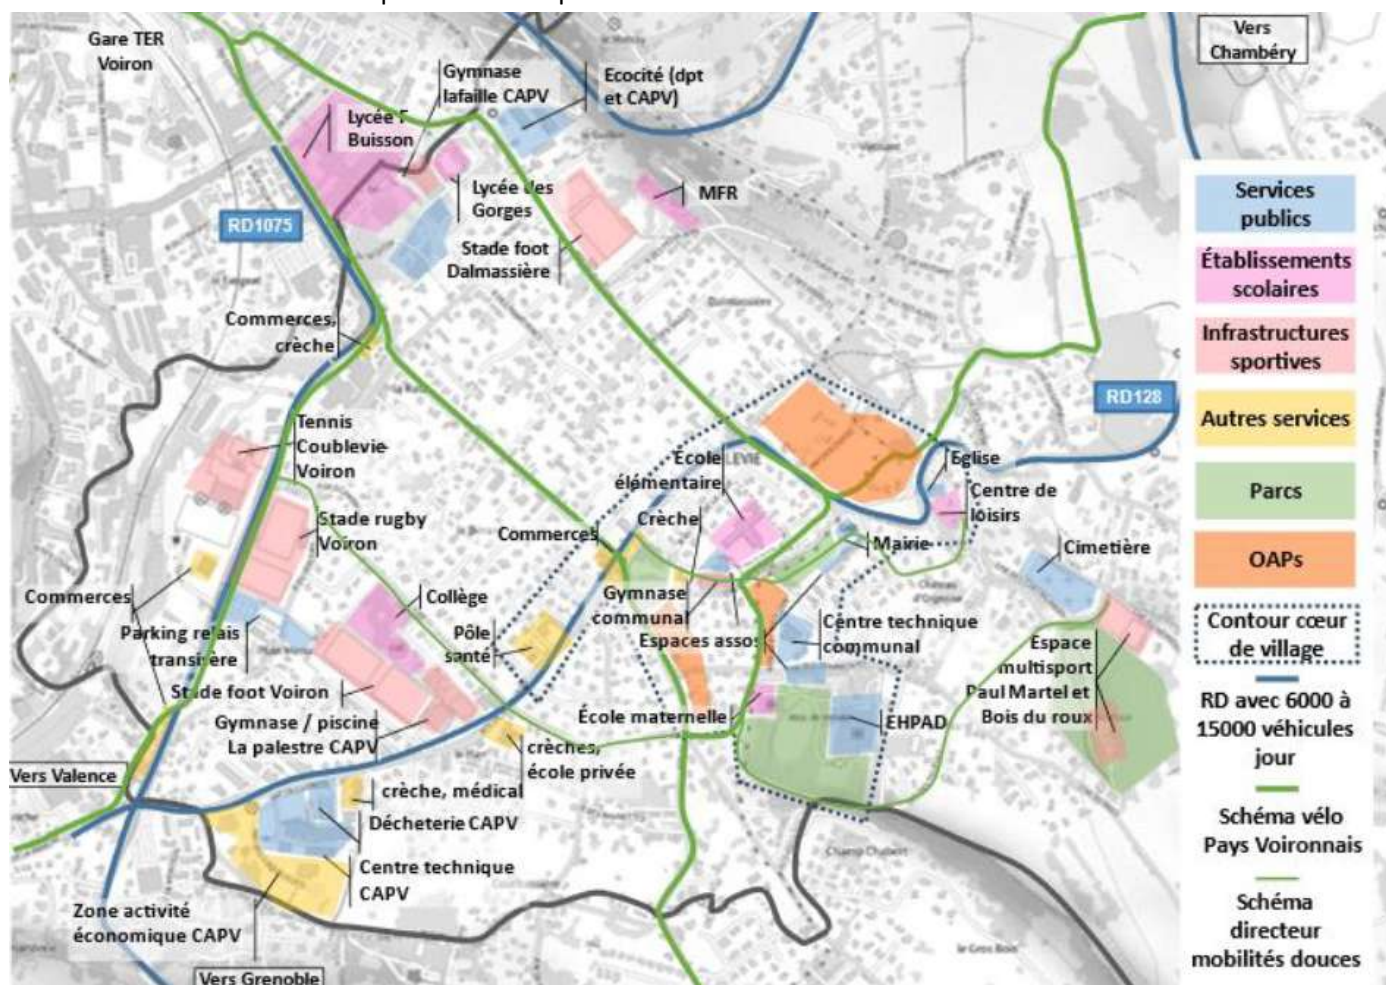 Gare TER
Voiron
Gymnase
lafaille CAPV
Ecocité (dpt
et CAPV)
Vers
Chambéry
Lycée F
Buisson
Lycée des
Gorges
MFR
RD1075
Stade foot
Dalmassière
Commerces,
crèche
RD128
Tennis
Coublevie-
Voiron
École
élémentaire
LEVIE
Eglise
Centre de
loisirs
Stade rugby
Voiron
Commerces
Crèche
Mairie
Cimetière
Commerces
Collège
Gymnase
communal
Parking relais
transisère
Pôle
santé
Espaces assos
Centre technique
communal
Espace
multisport
Paul Martel et
Bois du roux
Stade foot Voiron
Gymnase / piscine
La palestre CAPV
École maternelle
EHPAD
crèches,
école privée
Vers Valence
crèche, médical
Décheterie CAPV
Centre technique
CAPV
Zone activité
économique CAPV
Vers Grenoble
le Gros Bois
Services
publics
Établissements
scolaires
Infrastructures
sportives
Autres services
Parcs
OAPs
Contour cœur
de village
RD avec 6000 à
15000 véhicules
jour
Schéma vélo
Pays Voironnais
Schéma
directeur
mobilités douces